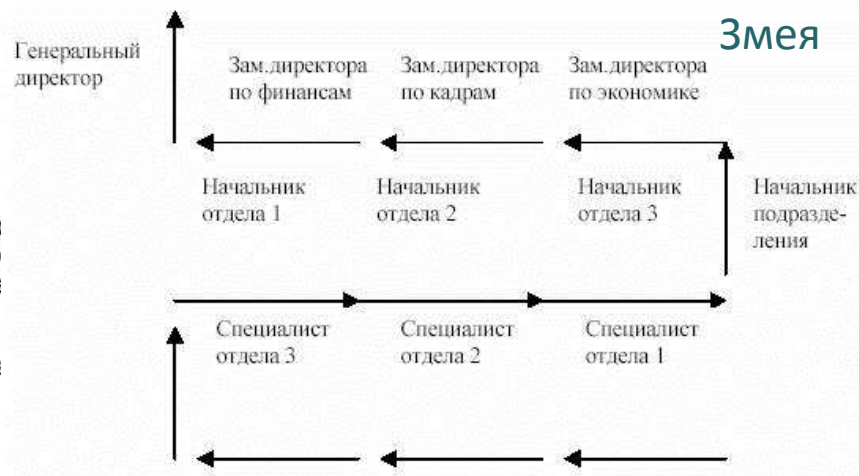 Змея
Генеральный
директор
Зам.директора
по финансам
Зам.директора
по кадрам
Зам.директора
по экономике
Начальник
отдела 1
Начальник
отдела 2
Начальник
отдела 3
Начальник
подразде-
ления
Специалист
отдела 3
Специалист
отдела 2
Специалист
отдела 1